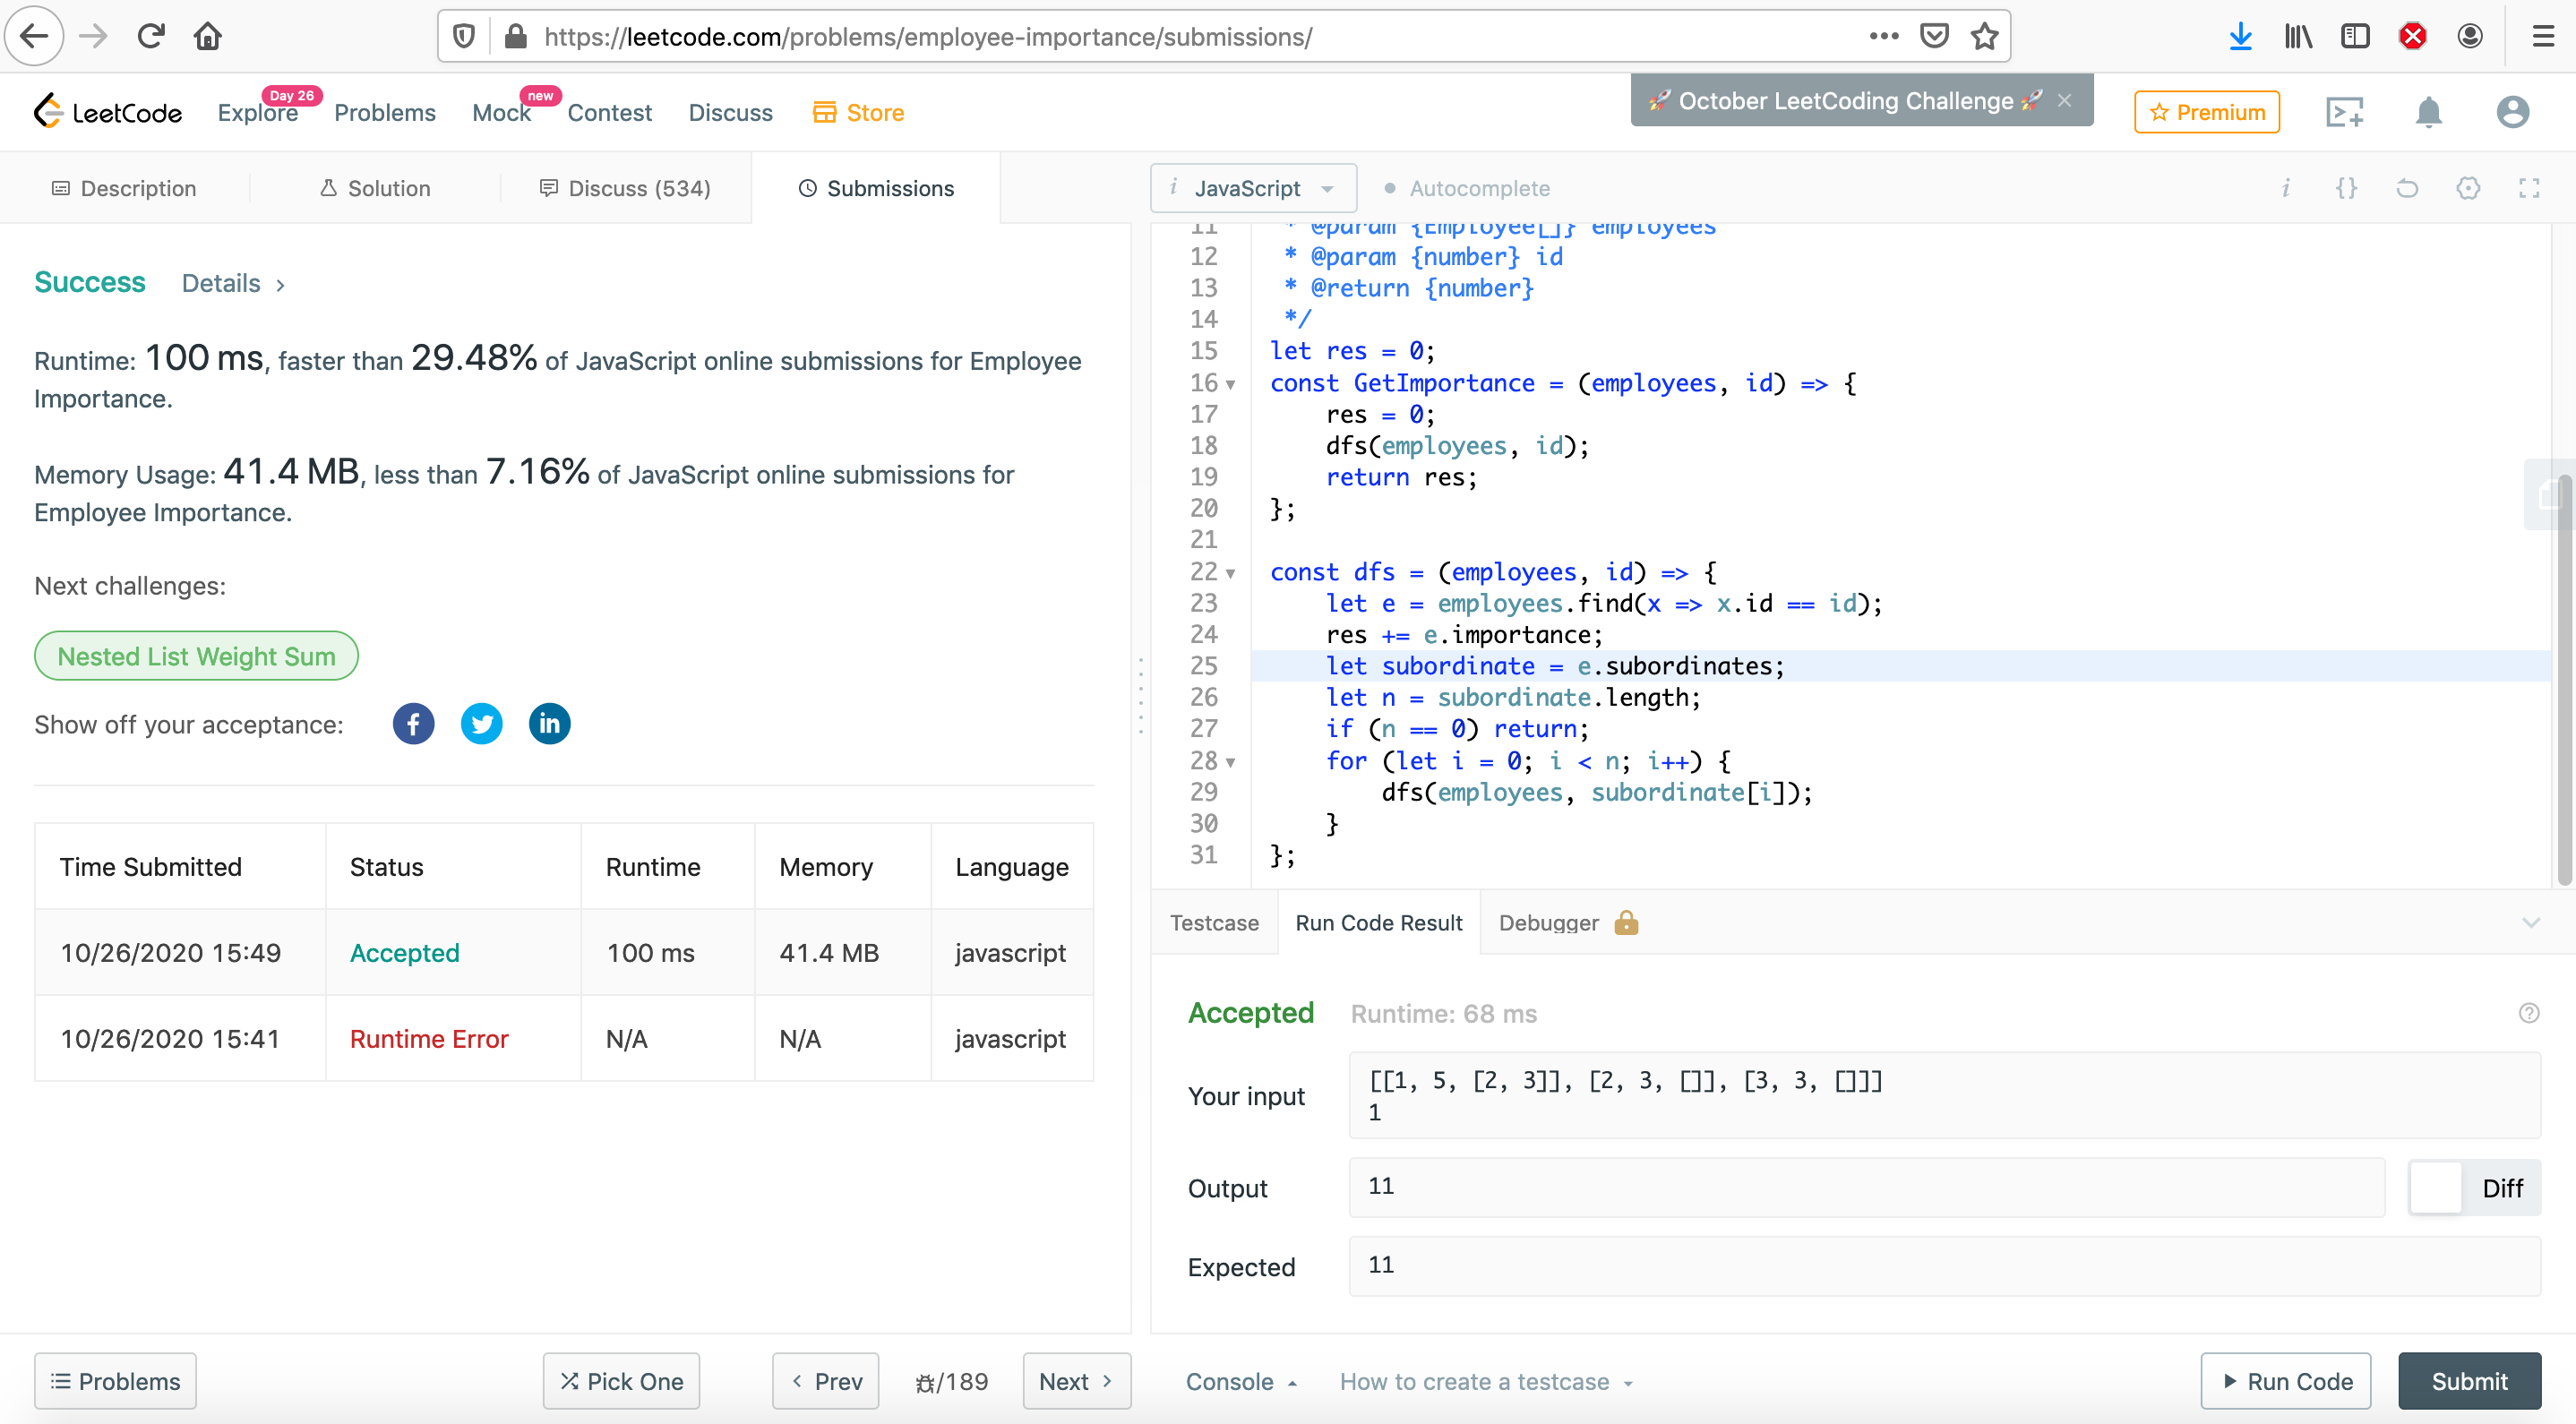 https://leetcode.com/problems/employee-importance/submissions/
LeetCode
Explore
Day 26
Problems
Mock
new
Contest
Discuss
Store
🚀 October LeetCoding Challenge 🚀 ×
Premium
Description
Solution
Discuss (534)
Submissions
Success
Details >
Runtime: 100 ms, faster than 29.48% of JavaScript online submissions for Employee
Importance.
Memory Usage: 41.4 MB, less than 7.16% of JavaScript online submissions for
Employee Importance.
Next challenges:
Nested List Weight Sum
Show off your acceptance:
Time Submitted Status Runtime Memory Language
10/26/2020 15:49 Accepted 100 ms 41.4 MB javascript
10/26/2020 15:41 Runtime Error N/A N/A javascript
i JavaScript
Autocomplete
i {}
11 * @param {Employee[]} employees
12 * @param {number} id
13 * @return {number}
14 */
15 let res = 0;
16 const GetImportance = (employees, id) => {
17 res = 0;
18 dfs(employees, id);
19 return res;
20 };
21
22 const dfs = (employees, id) => {
23 let e = employees.find(x => x.id == id);
24 res += e.importance;
25 let subordinate = e.subordinates;
26 let n = subordinate.length;
27 if (n == 0) return;
28 for (let i = 0; i < n; i++) {
29 dfs(employees, subordinate[i]);
30 }
31 };
Testcase
Run Code Result
Debugger
Accepted Runtime: 68 ms
Your input
[[1, 5, [2, 3]], [2, 3, []], [3, 3, []]]
1
Output
11
Diff
Expected
11
Problems
Pick One
< Prev
/189
Next >
Console
How to create a testcase
Run Code
Submit